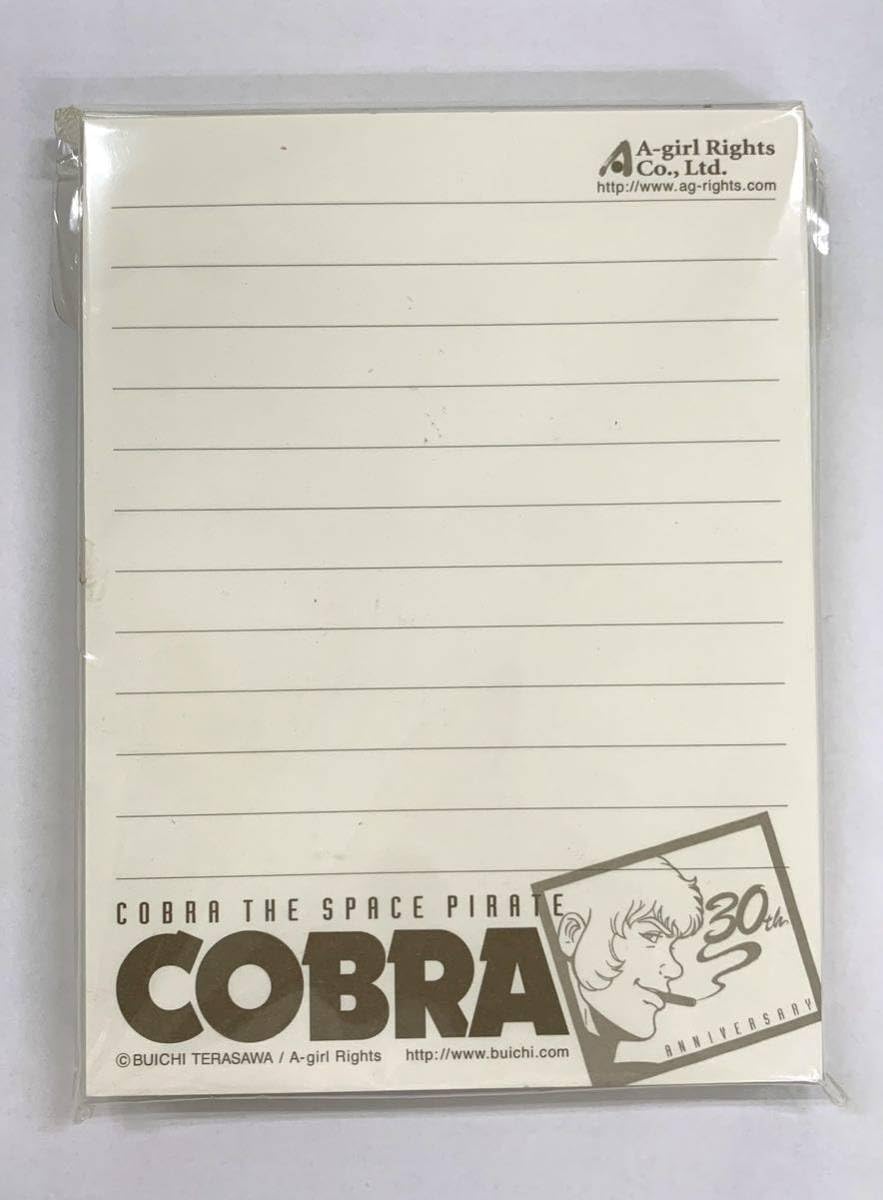 A-girl Rights
Co., Ltd.
http://www.ag-rights.com
COBRA THE SPACE PIRATE
COBRA
30th
ANNIVERSARY
©BUICHI TERASAWA / A-girl Rights http://www.buichi.com